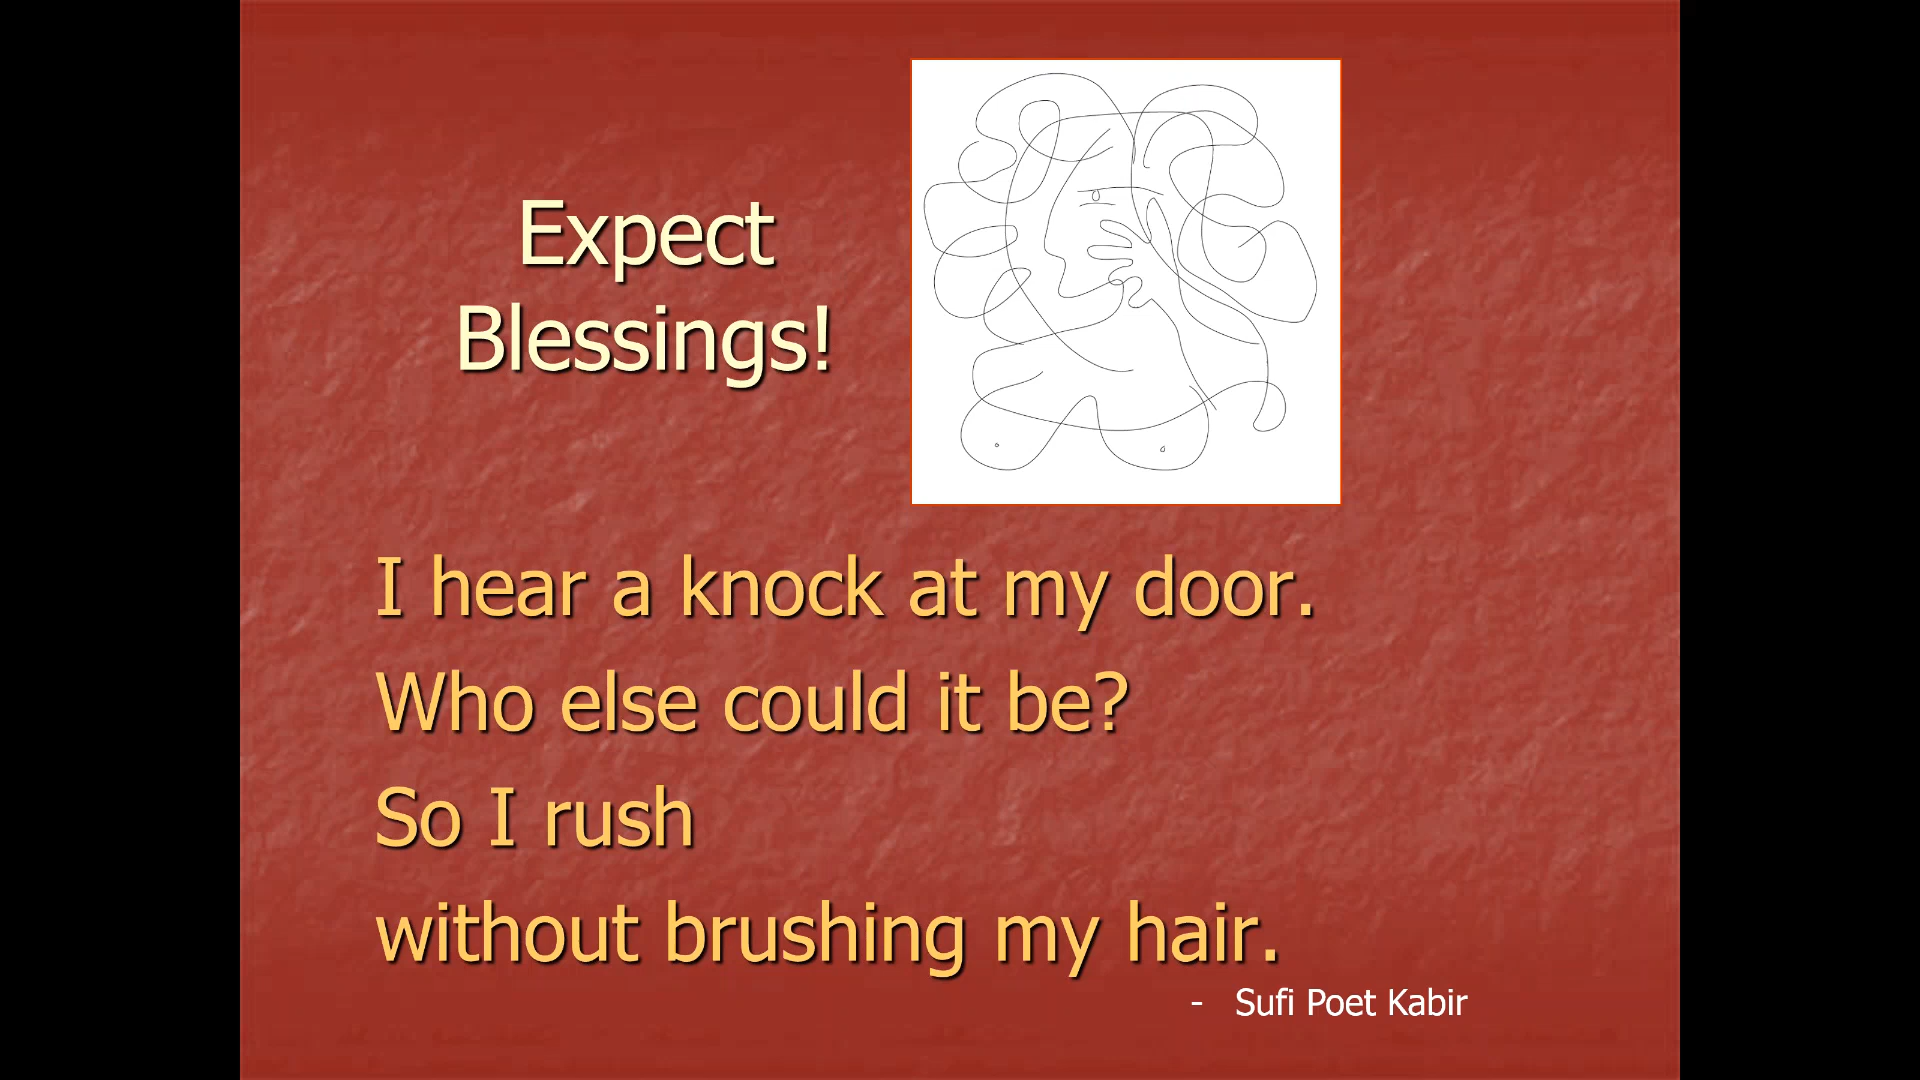 Expect
Blessings!
I hear a knock at my door.
Who else could it be?
So I rush
without brushing my hair.
- Sufi Poet Kabir